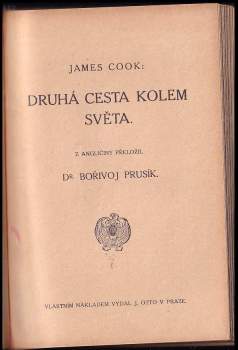 JAMES COOK:
DRUHÁ CESTA KOLEM
SVĚTA.
Z ANGLIČINY PŘELOŽIL
DR. BOŘIVOJ PRUSÍK.
VLASTNÍM NÁKLADEM VYDAL J. OTTO V PRAZE.